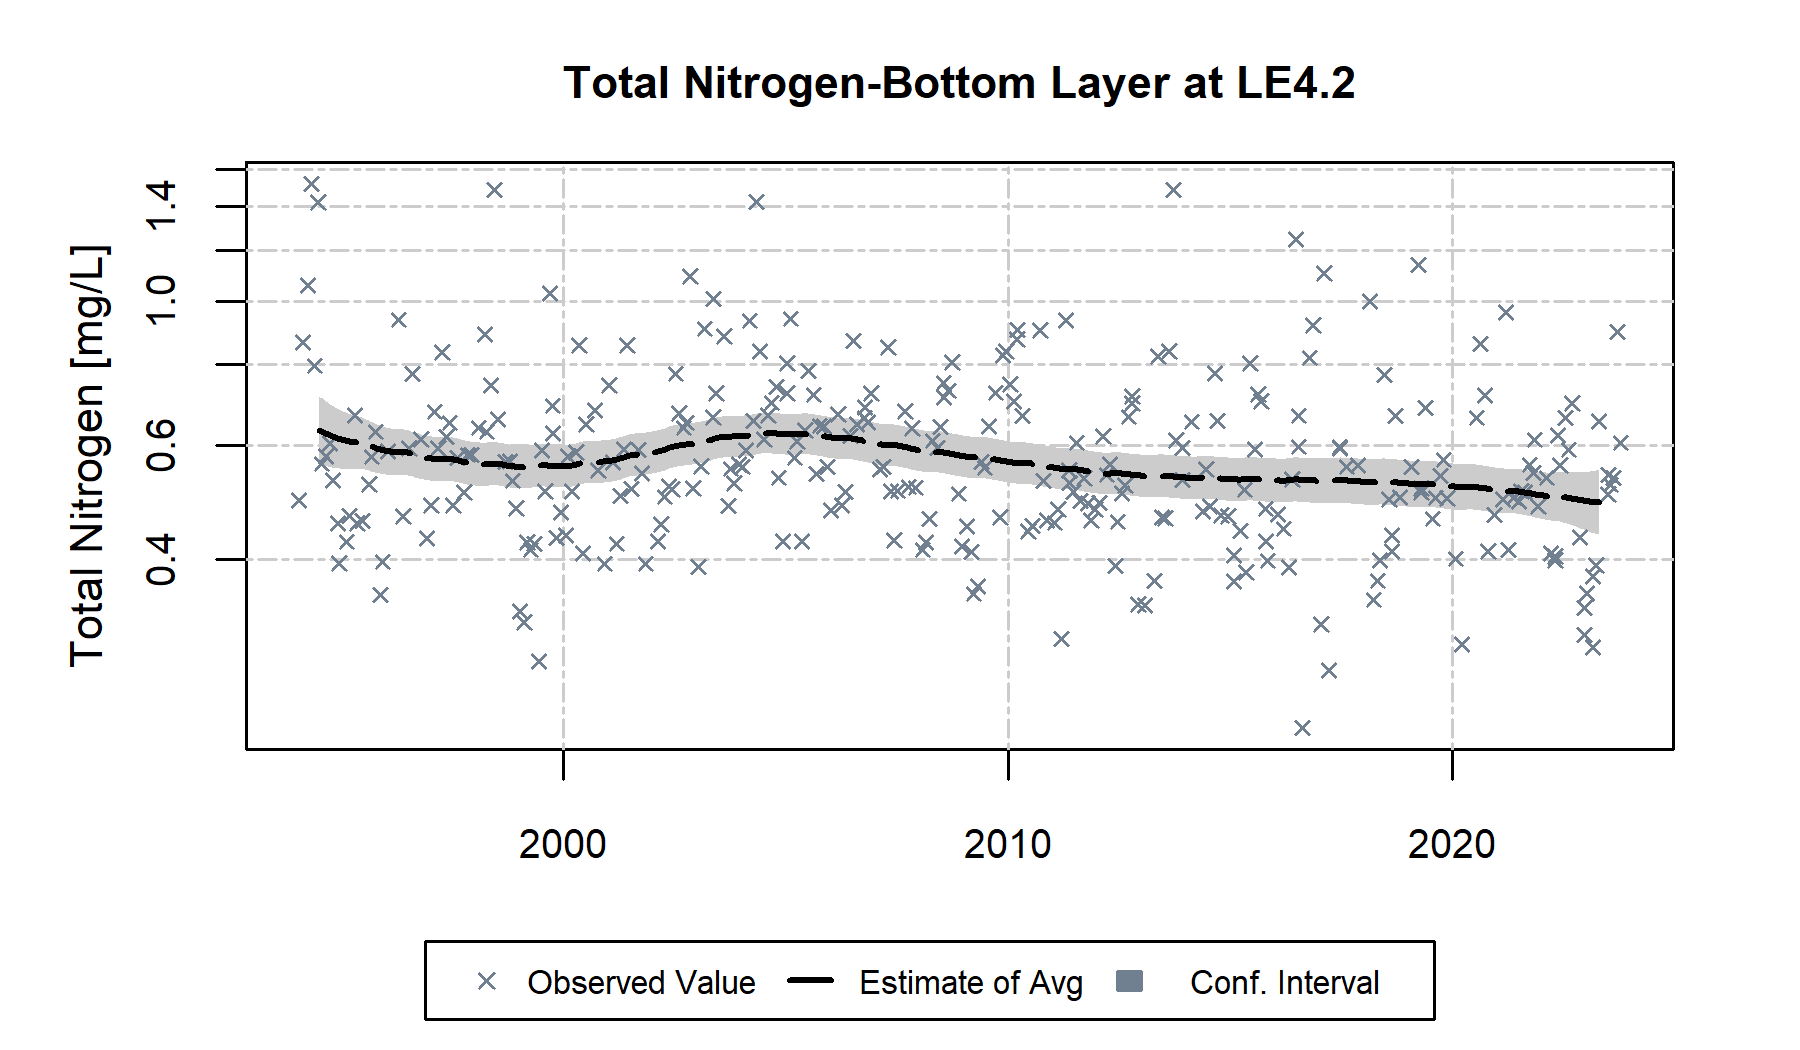 Total Nitrogen-Bottom Layer at LE4.2
Total Nitrogen [mg/L]
1.4
1.0
0.6
0.4
2000 2010 2020
Observed Value Estimate of Avg Conf. Interval